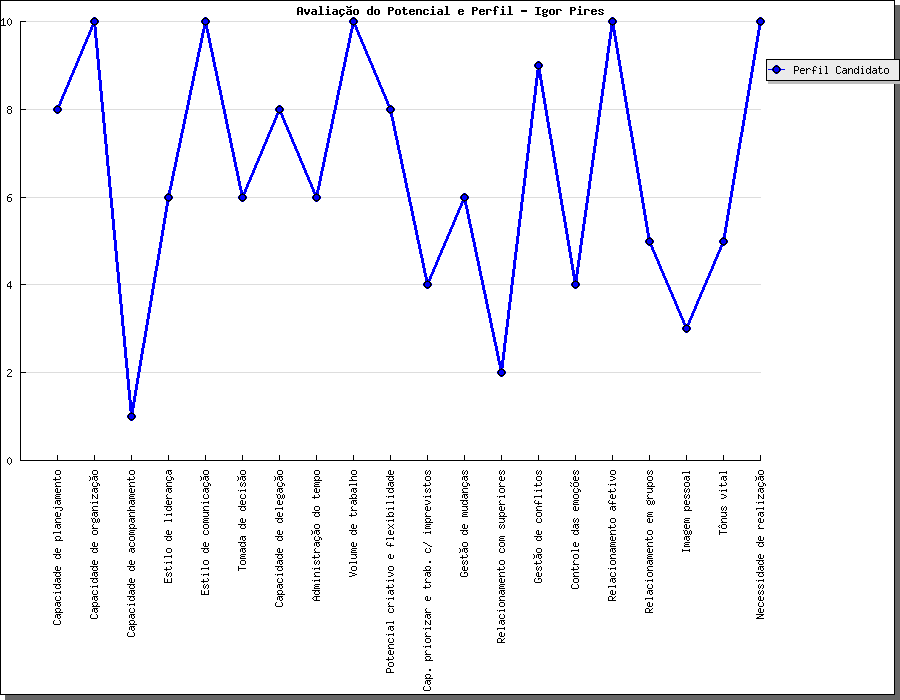 Avaliação do Potencial e Perfil - Igor Pires
10
8
6
4
2
0
Perfil Candidato
Capacidade de planejamento
Capacidade de organização
Capacidade de acompanhamento
Estilo de liderança
Estilo de comunicação
Tomada de decisão
Capacidade de delegação
Administração do tempo
Volume de trabalho
Potencial criativo e flexibilidade
Cap. priorizar e trab. c/ imprevistos
Gestão de mudanças
Relacionamento com superiores
Gestão de conflitos
Controle das emoções
Relacionamento afetivo
Relacionamento em grupos
Imagem pessoal
Tônus vital
Necessidade de realização